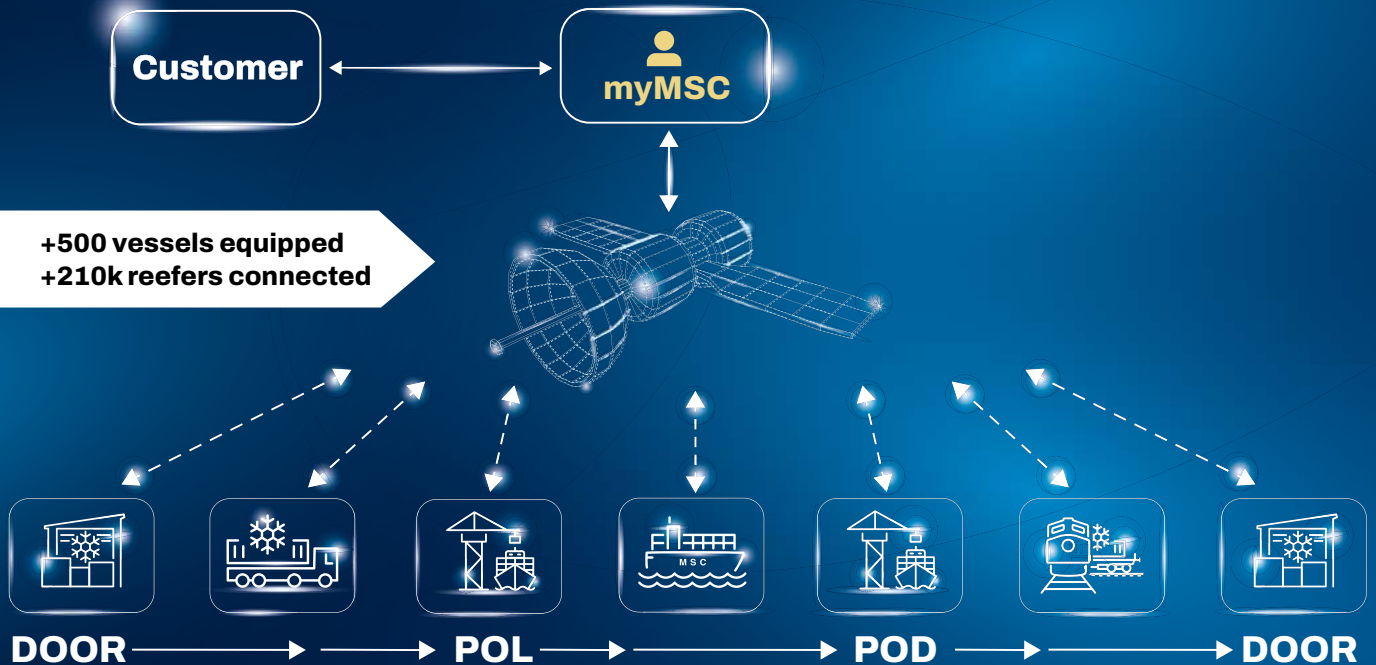 Customer
myMSC
+500 vessels equipped
+210k reefers connected
MSC
DOOR POL POD DOOR